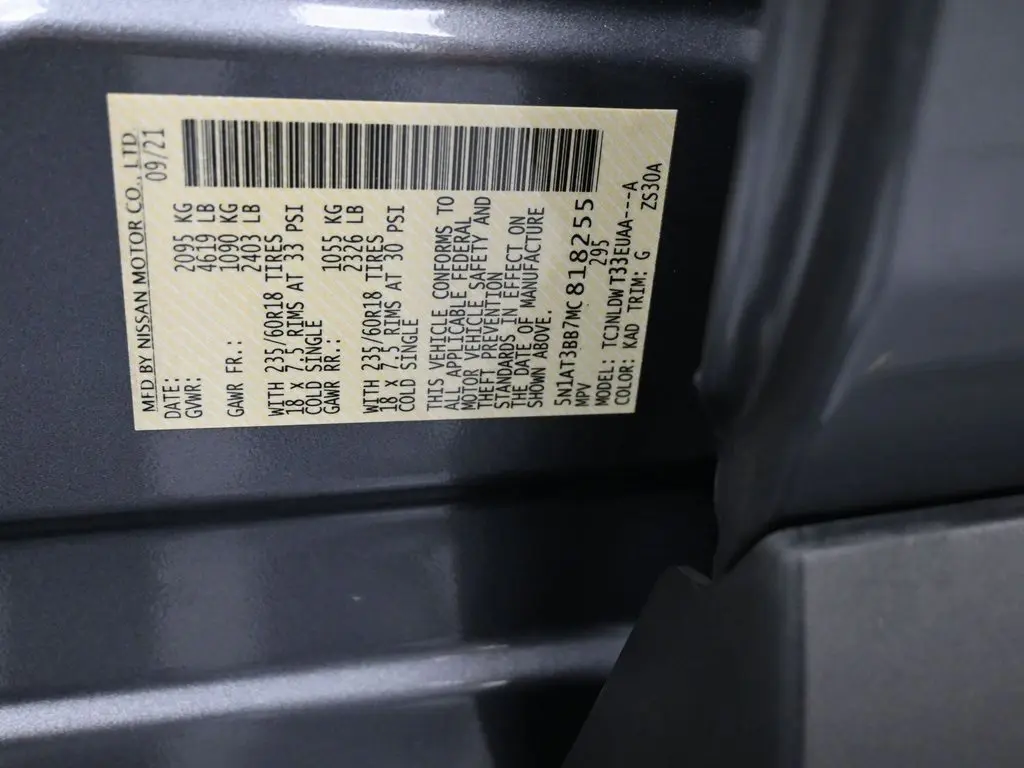 MFD BY NISSAN MOTOR CO., LTD.
DATE: 09/21
GVWR: 2095 KG
4619 LB
GAWR FR.: 1090 KG
2403 LB
WITH 235/60R18 TIRES
18 x 7.5 RIMS AT 33 PSI
COLD SINGLE
GAWR RR.: 1055 KG
2326 LB
WITH 235/60R18 TIRES
18 x 7.5 RIMS AT 30 PSI
COLD SINGLE
THIS VEHICLE CONFORMS TO
ALL APPLICABLE FEDERAL
MOTOR VEHICLE SAFETY AND
THEFT PREVENTION
STANDARDS IN EFFECT ON
THE DATE OF MANUFACTURE
SHOWN ABOVE.
5N1AT3BB7MC818255
MPV 295
MODEL: TCJNLDW T33EUAA----A
COLOR: KAD TRIM: G ZS30A